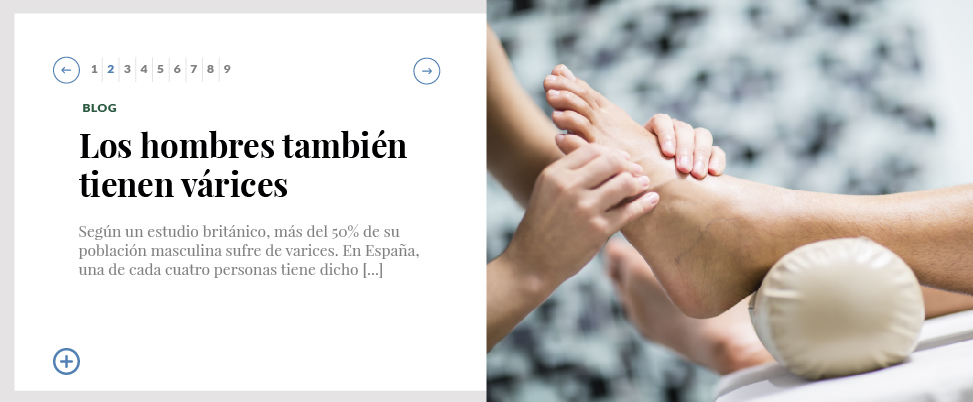 1 2 3 4 5 6 7 8 9
BLOG
Los hombres también
tienen várices
Según un estudio británico, más del 50% de su
población masculina sufre de varices. En España,
una de cada cuatro personas tiene dicho [...]